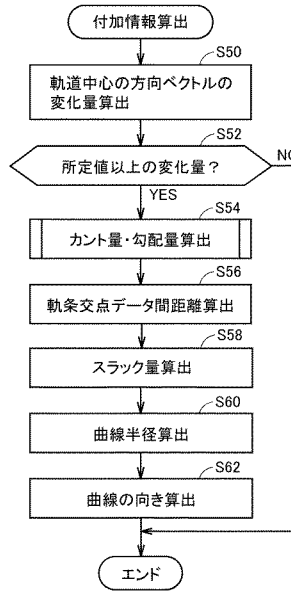 付加情報算出
S50
軌道中心の方向ベクトルの
変化量算出
S52
所定値以上の変化量?
NO
YES
S54
カント量・勾配量算出
S56
軌条交点データ間距離算出
S58
スラック量算出
S60
曲線半径算出
S62
曲線の向き算出
エンド